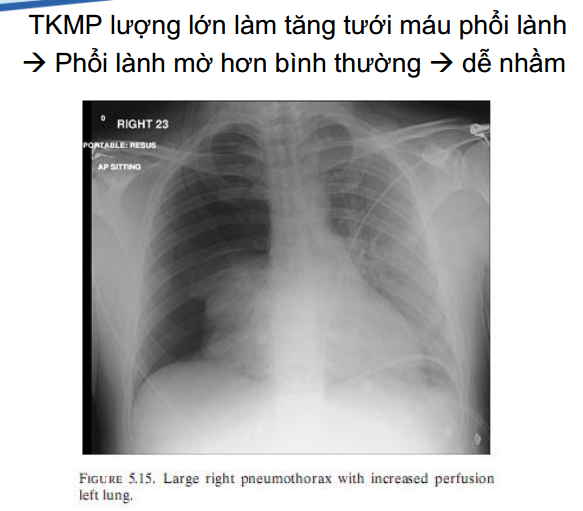 TKMP lượng lớn làm tăng tưới máu phổi lành
→ Phổi lành mờ hơn bình thường → dễ nhầm
0
RIGHT 23
PORTABLE: RESUS
AP SITTING
FIGURE 5.15. Large right pneumothorax with increased perfusion
left lung.